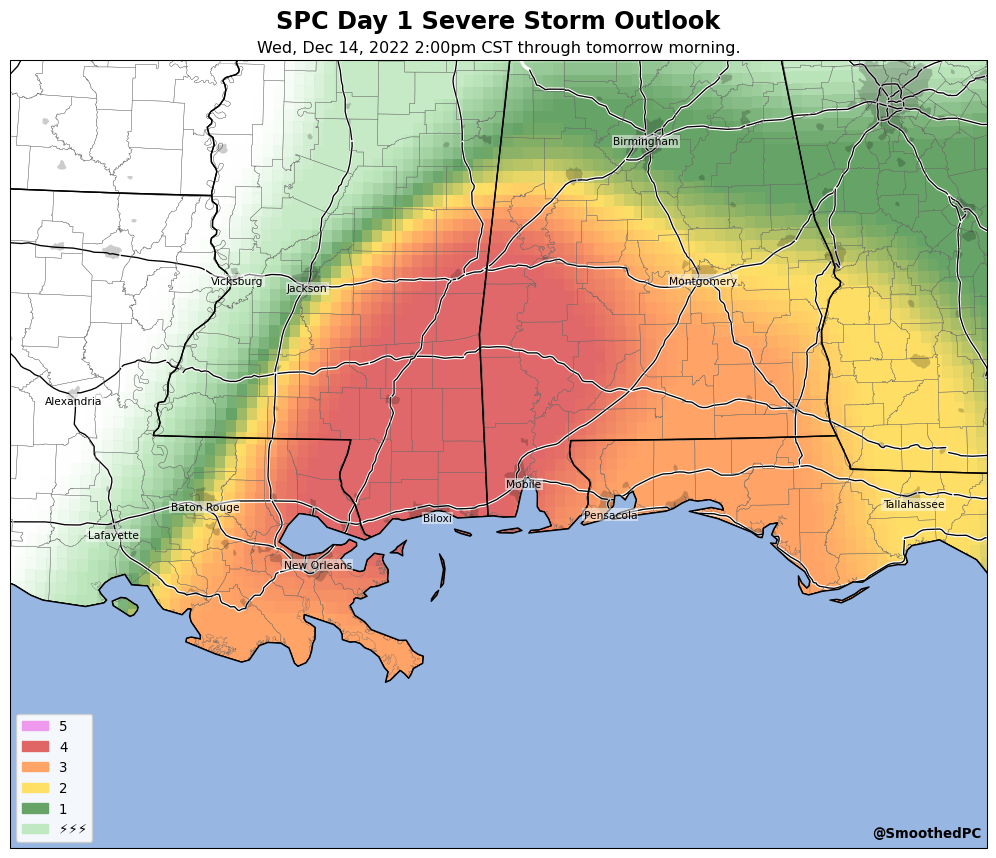 SPC Day 1 Severe Storm Outlook
Wed, Dec 14, 2022 2:00pm CST through tomorrow morning.
Birmingham
Vicksburg
Jackson
Montgomery
Alexandria
Baton Rouge
Mobile
Biloxi
Pensacola
Tallahassee
Lafayette
New Orleans
5
4
3
2
1
⚡⚡⚡
@SmoothedPC